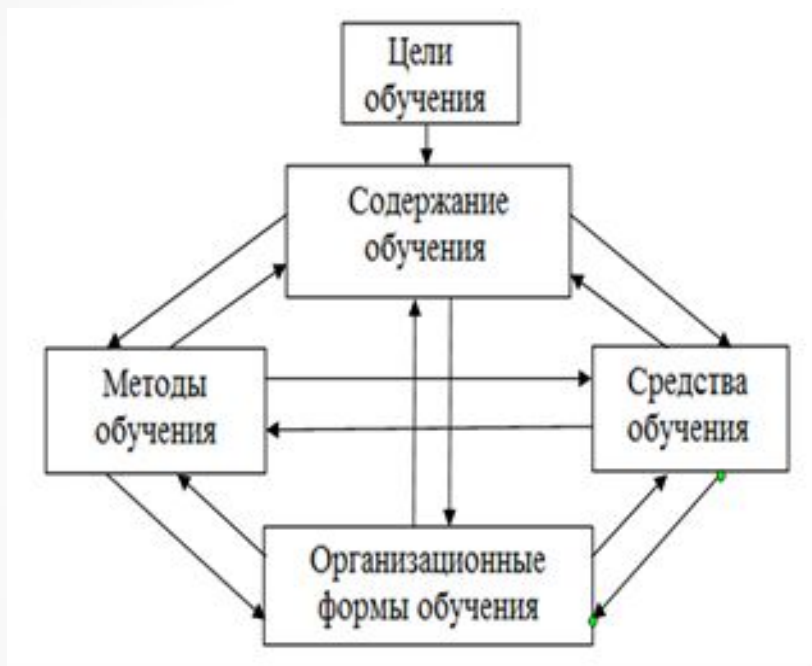 Цели
обучения
Содержание
обучения
Методы
обучения
Средства
обучения
Организационные
формы обучения